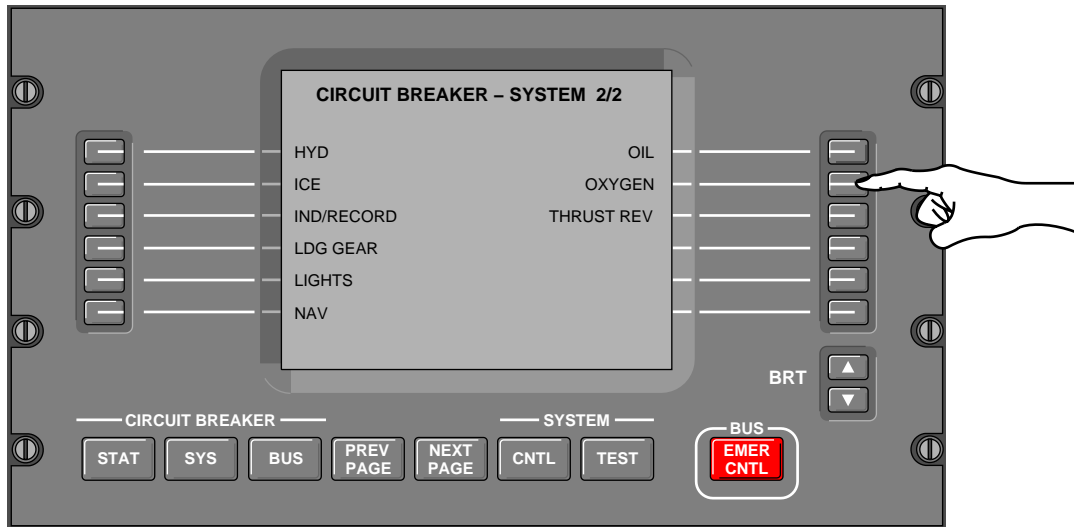 CIRCUIT BREAKER – SYSTEM 2/2
HYD OIL
ICE OXYGEN
IND/RECORD THRUST REV
LDG GEAR
LIGHTS
NAV
BRT
CIRCUIT BREAKER SYSTEM BUS
STAT SYS BUS PREV PAGE NEXT PAGE CNTL TEST EMER CNTL